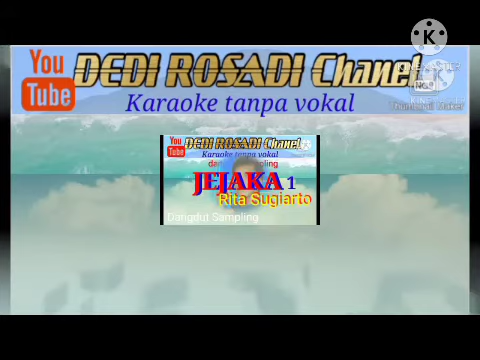 You
Tube
DEDI ROSADI Chanel
Karaoke tanpa vokal
KINEMASTER
You
Tube
DEDI ROSADI Chanel
Karaoke tanpa vokal
JEJAKA 1
Rita Sugiarto
Dangdut Sampling